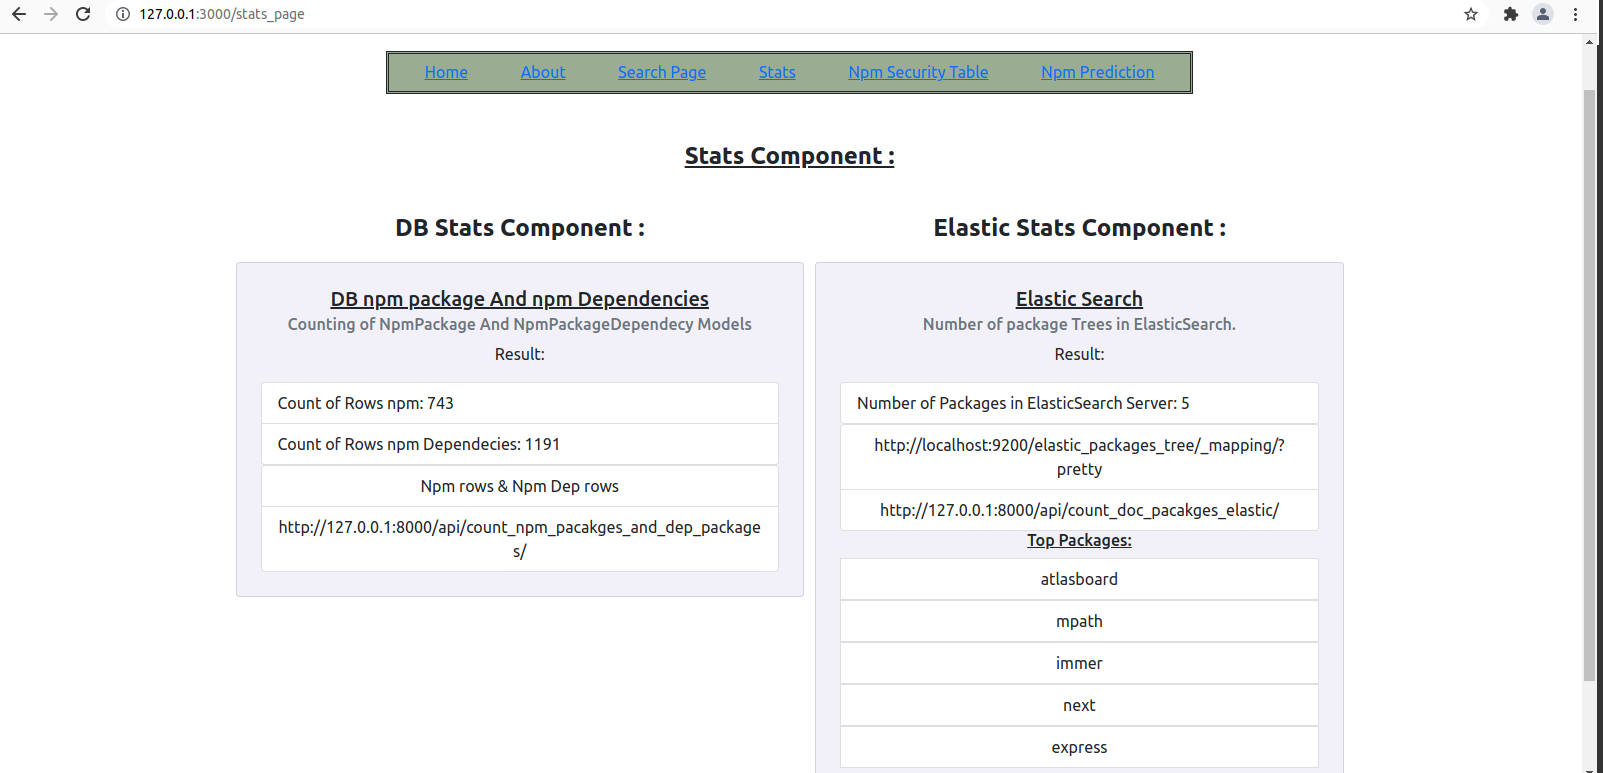 127.0.0.1:3000/stats_page
Home About Search Page Stats Npm Security Table Npm Prediction
Stats Component :
DB Stats Component :
DB npm package And npm Dependencies
Counting of NpmPackage And NpmPackageDependecy Models
Result:
Count of Rows npm: 743
Count of Rows npm Dependecies: 1191
Npm rows & Npm Dep rows
http://127.0.0.1:8000/api/count_npm_pacakges_and_dep_package
s/
Elastic Stats Component :
Elastic Search
Number of package Trees in ElasticSearch.
Result:
Number of Packages in ElasticSearch Server: 5
http://localhost:9200/elastic_packages_tree/_mapping/?
pretty
http://127.0.0.1:8000/api/count_doc_pacakges_elastic/
Top Packages:
atlasboard
mpath
immer
next
express